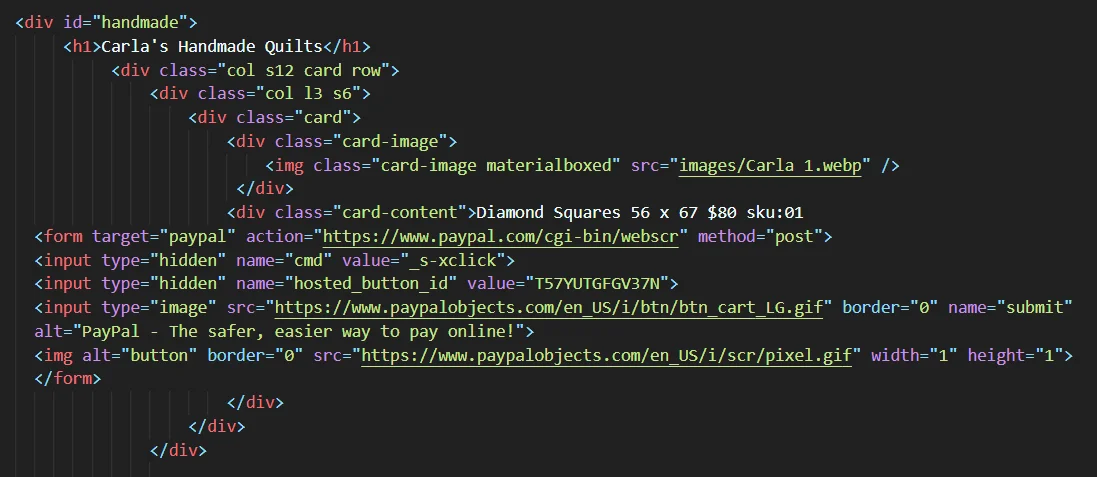 <div id="handmade">
<h1>Carla's Handmade Quilts</h1>
<div class="col s12 card row">
<div class="col l3 s6">
<div class="card">
<div class="card-image">
<img class="card-image materialboxed" src="images/Carla 1.webp" />
</div>
<div class="card-content">Diamond Squares 56 x 67 $80 sku:01
<form target="paypal" action="https://www.paypal.com/cgi-bin/webscr" method="post">
<input type="hidden" name="cmd" value="_s-xclick">
<input type="hidden" name="hosted_button_id" value="T57YUTGFGV37N">
<input type="image" src="https://www.paypalobjects.com/en_US/i/btn/btn_cart_LG.gif" border="0" name="submit"
alt="PayPal - The safer, easier way to pay online!">
<img alt="button" border="0" src="https://www.paypalobjects.com/en_US/i/scr/pixel.gif" width="1" height="1">
</form>
</div>
</div>
</div>